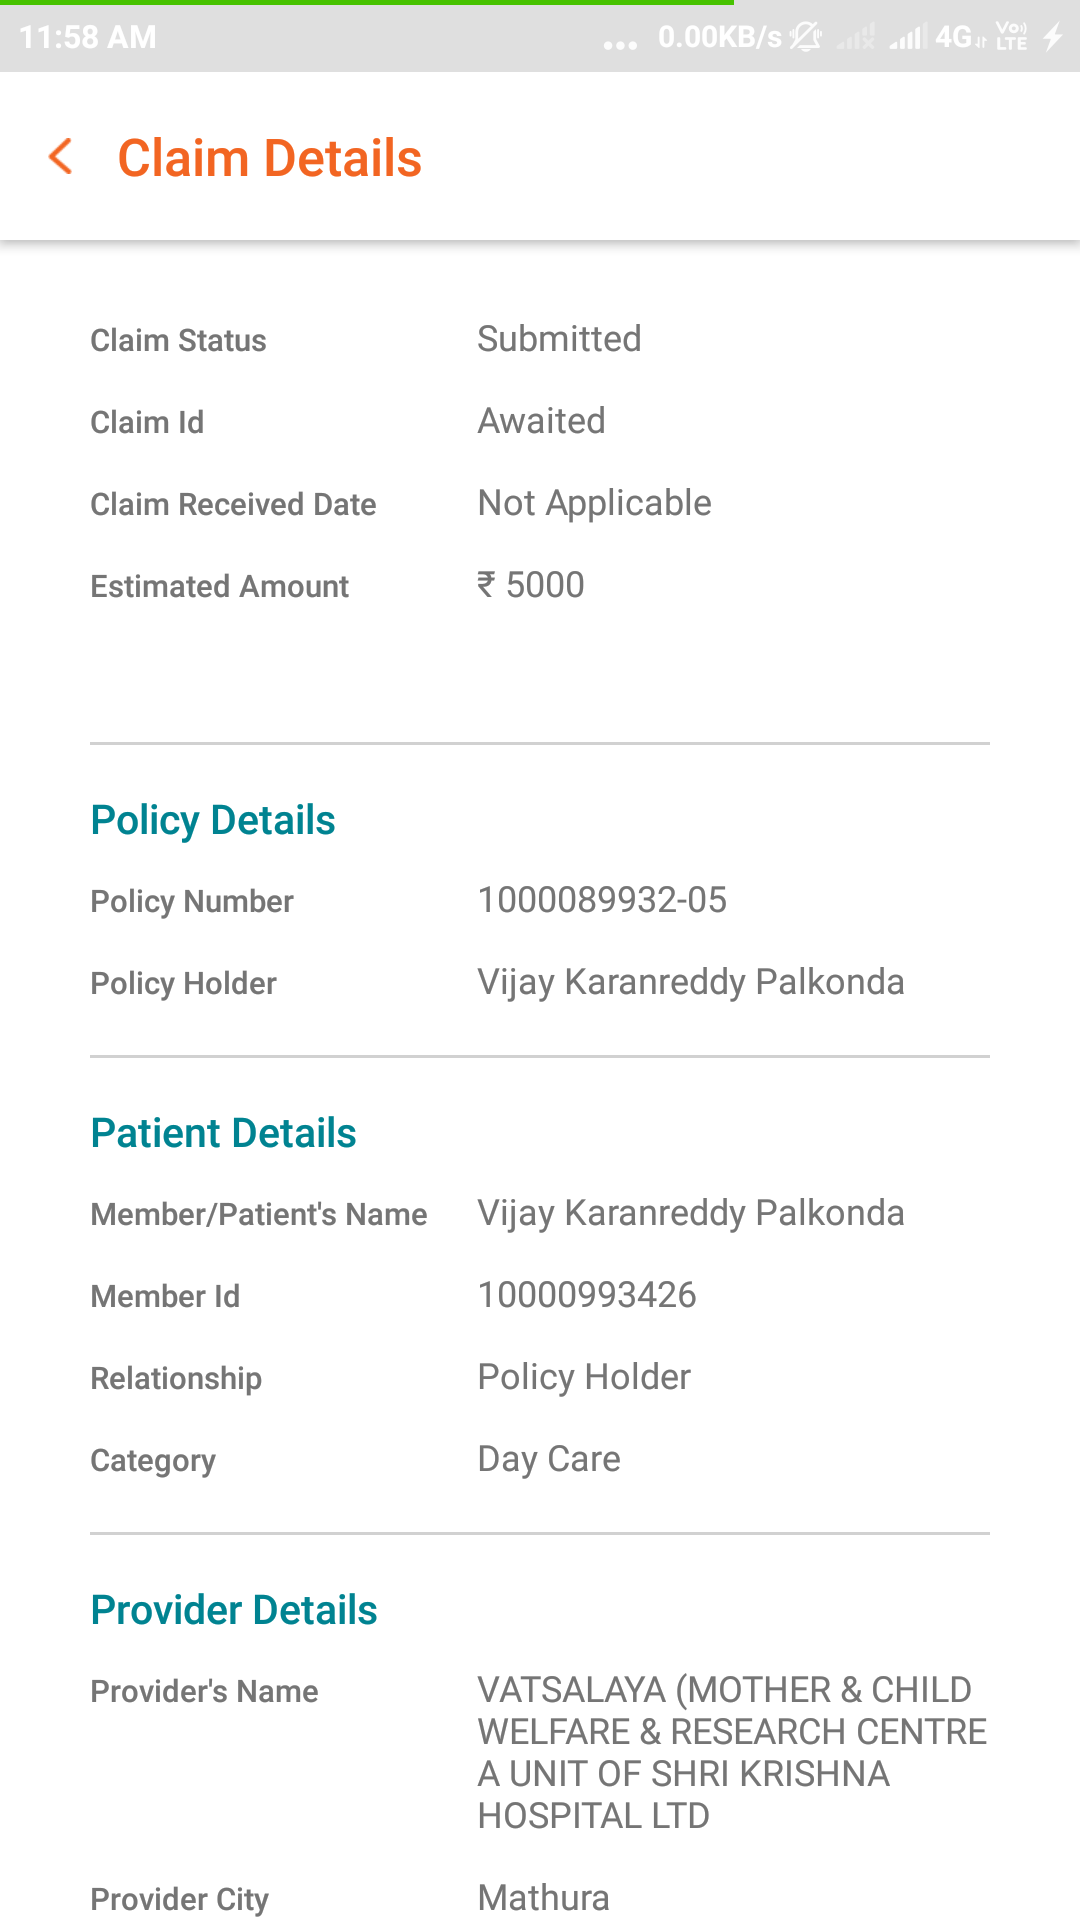 11:58 AM ... 0.00KB/s 4G VoLTE
Claim Details
Claim Status Submitted
Claim Id Awaited
Claim Received Date Not Applicable
Estimated Amount ₹ 5000
Policy Details
Policy Number 1000089932-05
Policy Holder Vijay Karanreddy Palkonda
Patient Details
Member/Patient's Name Vijay Karanreddy Palkonda
Member Id 10000993426
Relationship Policy Holder
Category Day Care
Provider Details
Provider's Name VATSALAYA (MOTHER & CHILD
WELFARE & RESEARCH CENTRE
A UNIT OF SHRI KRISHNA
HOSPITAL LTD
Provider City Mathura